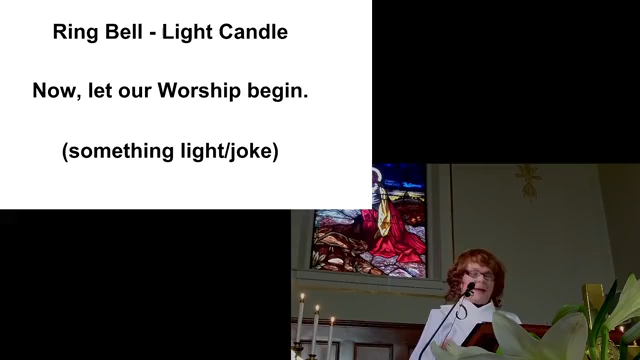 Ring Bell - Light Candle
Now, let our Worship begin.
(something light/joke)